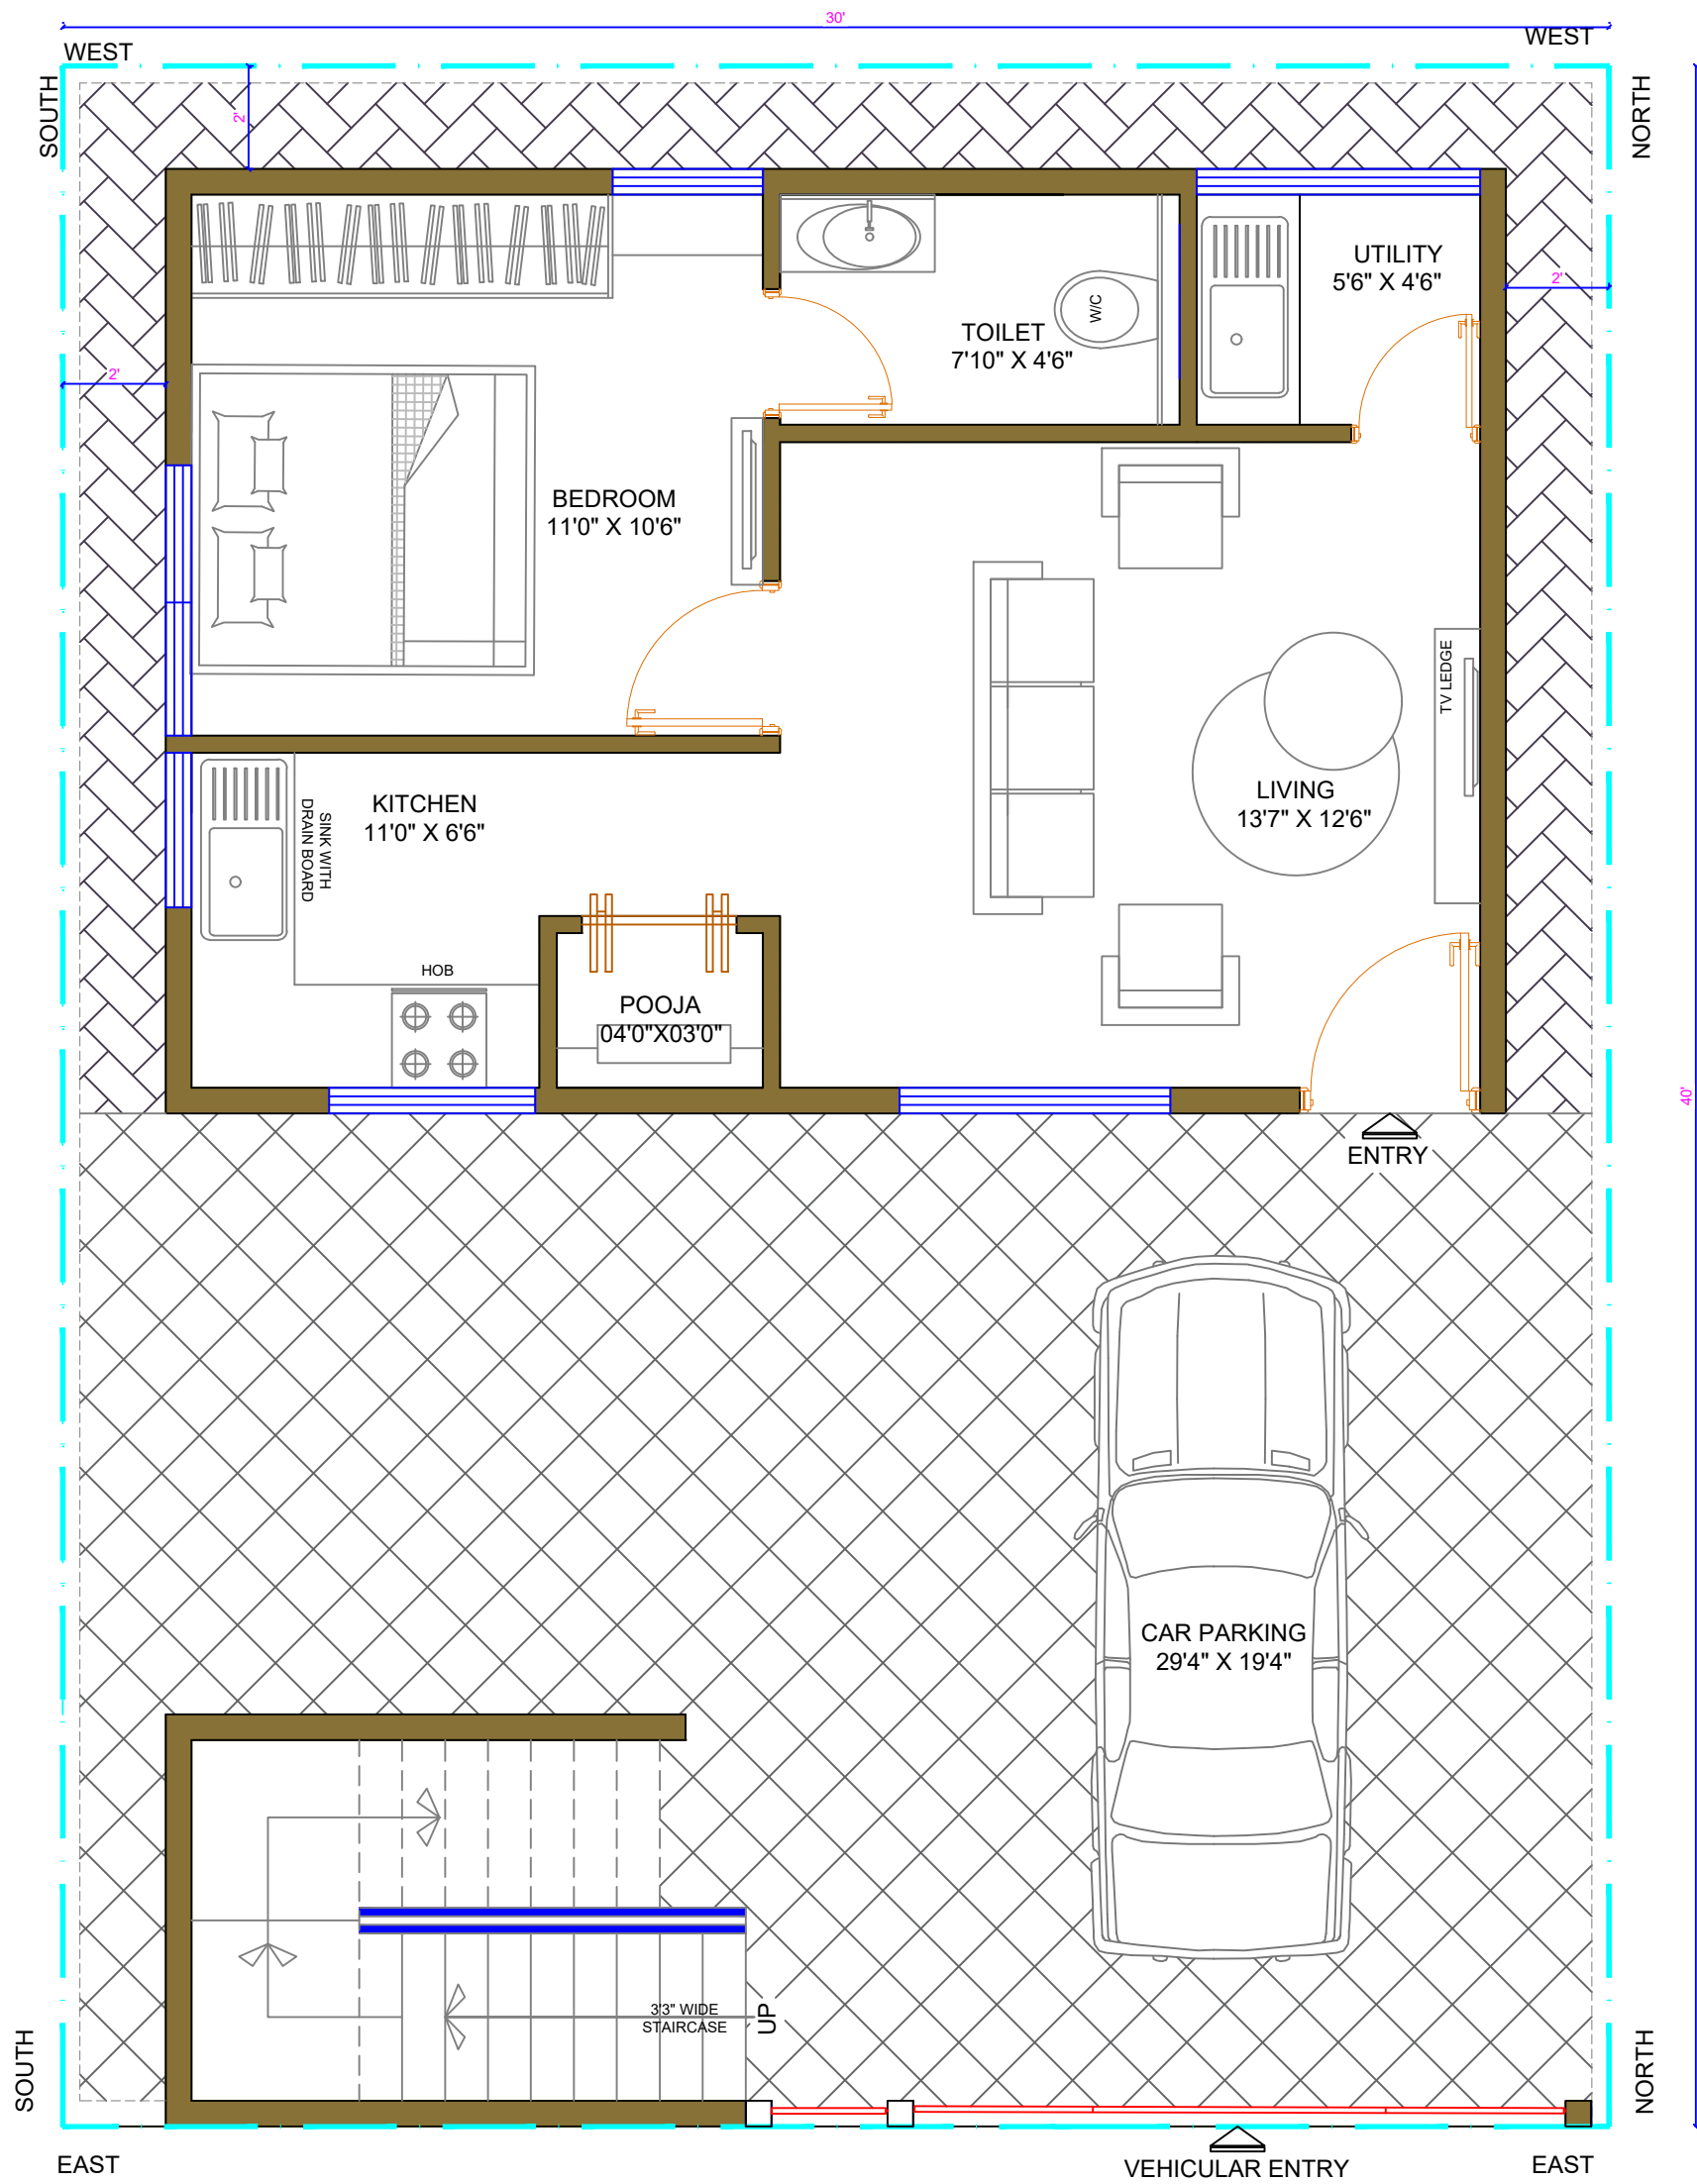 30'
WEST
WEST
SOUTH
NORTH
2'
UTILITY
5'6" X 4'6"
2'
W/C
TOILET
7'10" X 4'6"
2'
BEDROOM
11'0" X 10'6"
TV LEDGE
KITCHEN
11'0" X 6'6"
LIVING
13'7" X 12'6"
SINK WITH
DRAIN BOARD
HOB
POOJA
04'0"X03'0"
40'
ENTRY
CAR PARKING
29'4" X 19'4"
3'3" WIDE
STAIRCASE
UP
SOUTH
NORTH
EAST
VEHICULAR ENTRY
EAST